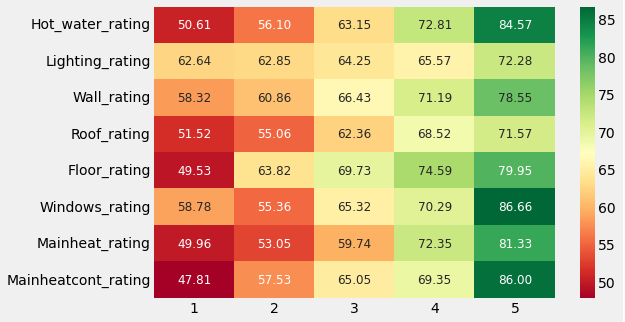 Hot_water_rating 50.61 56.10 63.15 72.81 84.57 85
Lighting_rating 62.64 62.85 64.25 65.57 72.28 80
Wall_rating 58.32 60.86 66.43 71.19 78.55 75
Roof_rating 51.52 55.06 62.36 68.52 71.57 70
Floor_rating 49.53 63.82 69.73 74.59 79.95 65
Windows_rating 58.78 55.36 65.32 70.29 86.66 60
Mainheat_rating 49.96 53.05 59.74 72.35 81.33 55
Mainheatcont_rating 47.81 57.53 65.05 69.35 86.00 50
1 2 3 4 5